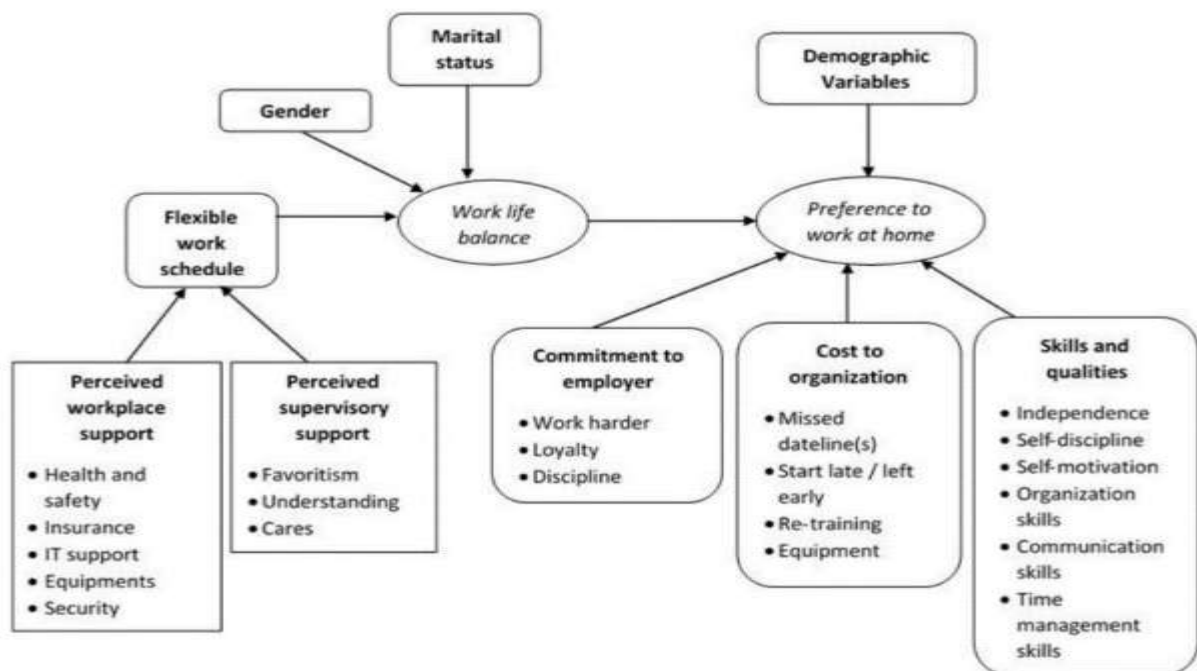 Marital
status
Demographic
Variables
Gender
Flexible
work
schedule
Work life
balance
Preference to
work at home
Perceived
workplace
support
• Health and
safety
• Insurance
• IT support
• Equipments
• Security
Perceived
supervisory
support
• Favoritism
• Understanding
• Cares
Commitment to
employer
• Work harder
• Loyalty
• Discipline
Cost to
organization
• Missed
dateline(s)
• Start late / left
early
• Re-training
• Equipment
Skills and
qualities
• Independence
• Self-discipline
• Self-motivation
• Organization
skills
• Communication
skills
• Time
management
skills